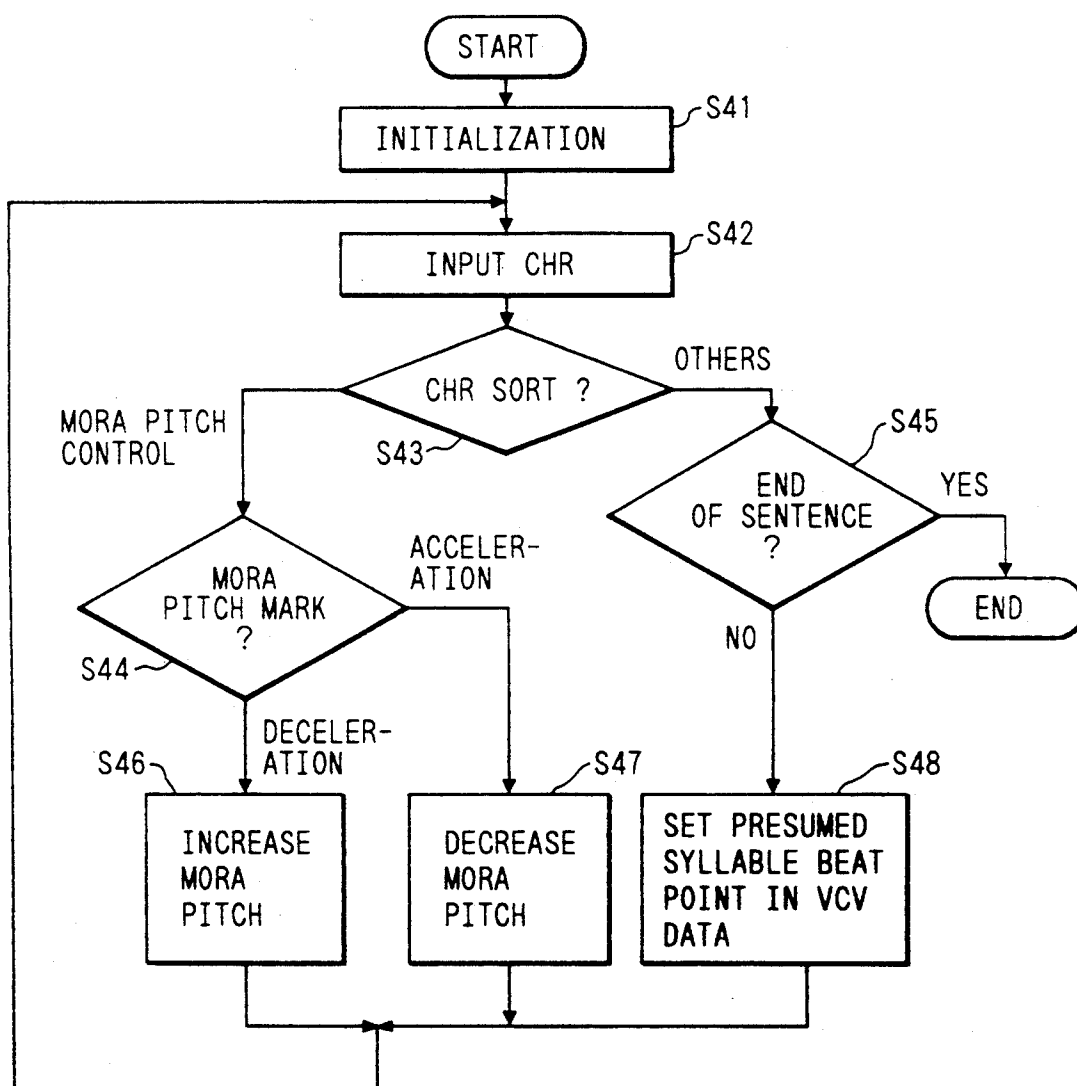 START
S41
INITIALIZATION
S42
INPUT CHR
OTHERS
CHR SORT ?
MORA PITCH
CONTROL
S43
S45
END
OF SENTENCE
?
YES
ACCELER-
ATION
MORA
PITCH MARK
?
END
NO
S44
DECELER-
ATION
S46
S47
S48
INCREASE
MORA
PITCH
DECREASE
MORA
PITCH
SET PRESUMED
SYLLABLE BEAT
POINT IN VCV
DATA